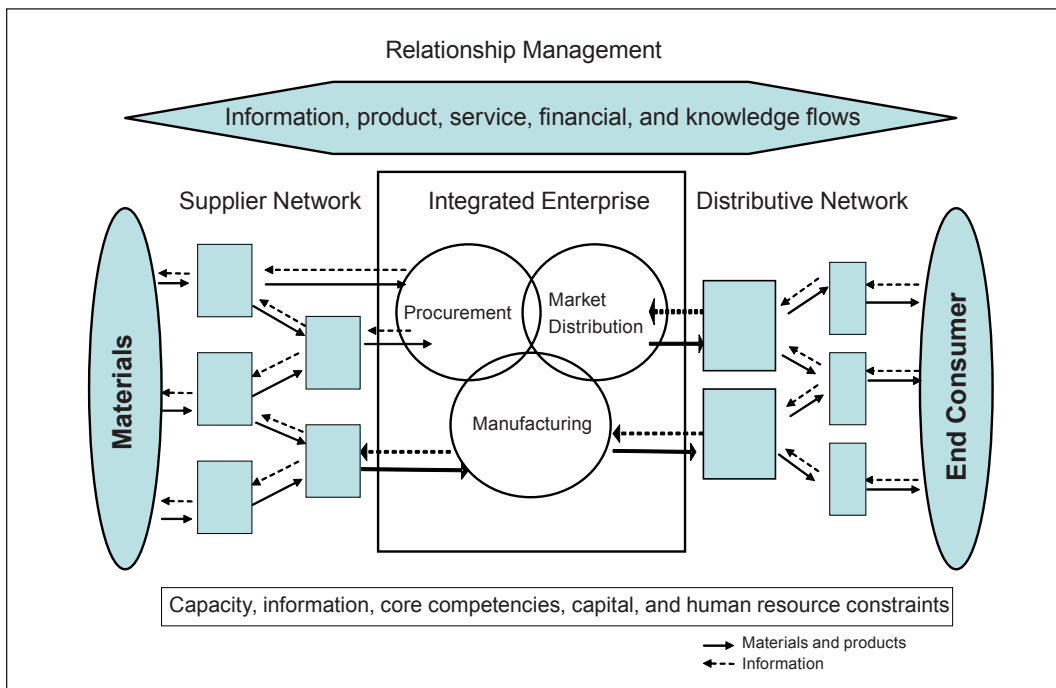 Relationship Management
Information, product, service, financial, and knowledge flows
Supplier Network
Integrated Enterprise
Distributive Network
Materials
Procurement
Market
Distribution
Manufacturing
End Consumer
Capacity, information, core competencies, capital, and human resource constraints
Materials and products
Information